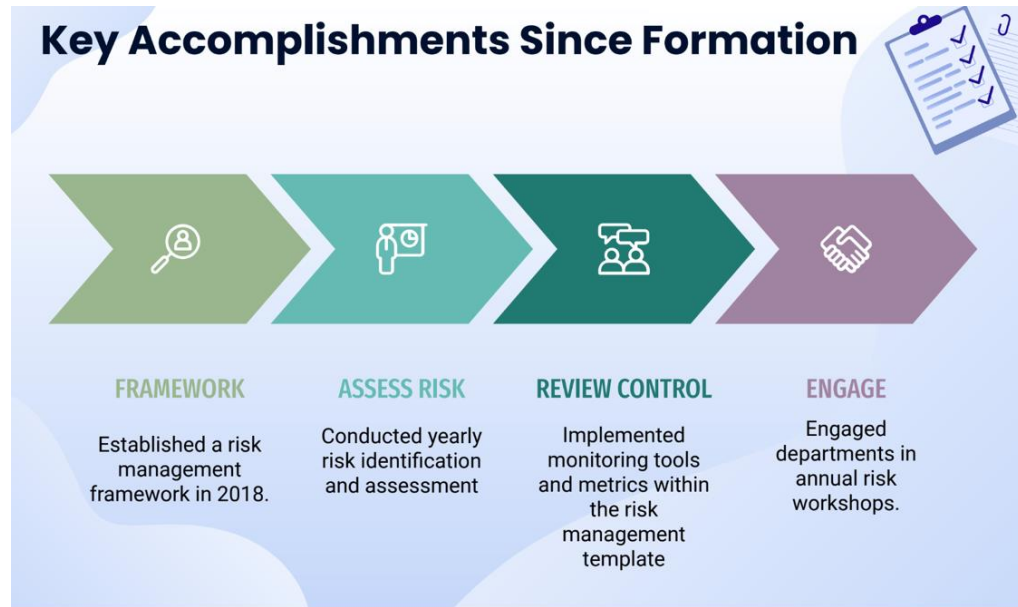 Key Accomplishments Since Formation
FRAMEWORK
Established a risk
management
framework in 2018.
ASSESS RISK
Conducted yearly
risk identification
and assessment
REVIEW CONTROL
Implemented
monitoring tools
and metrics within
the risk
management
template
ENGAGE
Engaged
departments in
annual risk
workshops.